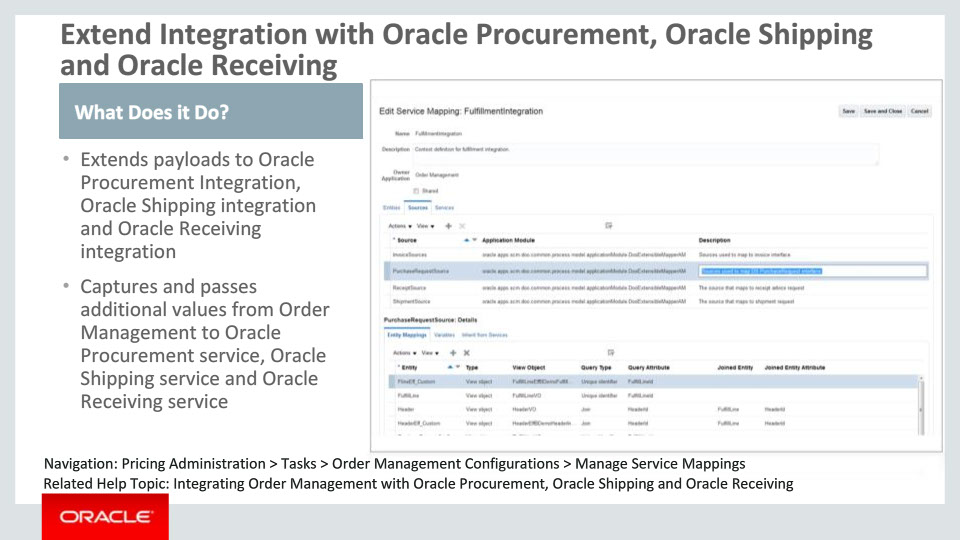 Extend Integration with Oracle Procurement, Oracle Shipping
and Oracle Receiving
What Does it Do?
• Extends payloads to Oracle
Procurement Integration,
Oracle Shipping integration
and Oracle Receiving
integration
• Captures and passes
additional values from Order
Management to Oracle
Procurement service, Oracle
Shipping service and Oracle
Receiving service
Edit Service Mapping: FulfillmentIntegration
Save Save and Close Cancel
Name FulfillmentIntegration
Description Context definition for fulfillment integration.
Owner
Application Order Management
Shared
Entities Sources Services
Actions View
* Source Application Module Description
InvoiceSources oracle.apps.scm.doo.common.process.model.applicationModule.DooExtensibleMapperAM Sources used to map to invoice interface
PurchaseRequestSource oracle.apps.scm.doo.common.process.model.applicationModule.DooExtensibleMapperAM Sources used to map DS PurchaseRequest interface
ReceiptSource oracle.apps.scm.doo.common.process.model.applicationModule.DooExtensibleMapperAM The source that maps to receipt advice request
ShipmentSource oracle.apps.scm.doo.common.process.model.applicationModule.DooExtensibleMapperAM The source that maps to shipment request
PurchaseRequestSource: Details
Entity Mappings Variables Inherit from Services
Actions View
* Entity Type View Object Query Type Query Attribute Joined Entity Joined Entity Attribute
FlineEff_Custom View object Unique identifier FulfillLineId
FulfillLine View object FulfillLineVO Unique identifier FulfillLineId
Header View object HeaderVO Join HeaderId FulfillLine HeaderId
HeaderEff_Custom View object Join HeaderId FulfillLine HeaderId
Navigation: Pricing Administration > Tasks > Order Management Configurations > Manage Service Mappings
Related Help Topic: Integrating Order Management with Oracle Procurement, Oracle Shipping and Oracle Receiving
ORACLE